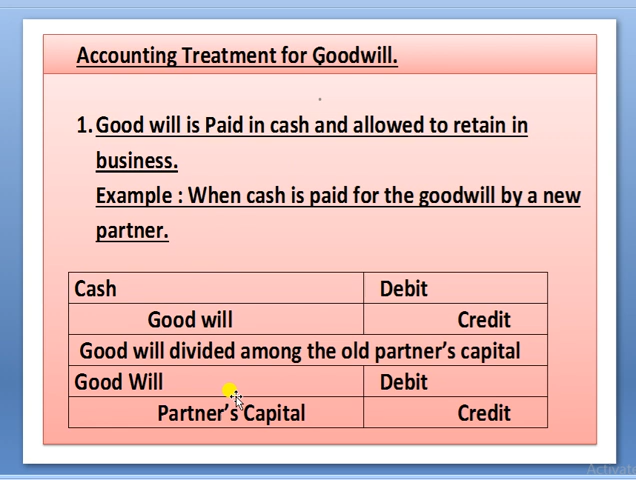 Accounting Treatment for Goodwill.
1. Good will is Paid in cash and allowed to retain in
business.
Example : When cash is paid for the goodwill by a new
partner.
Cash Debit
Good will Credit
Good will divided among the old partner's capital
Good Will Debit
Partner's Capital Credit
Activate